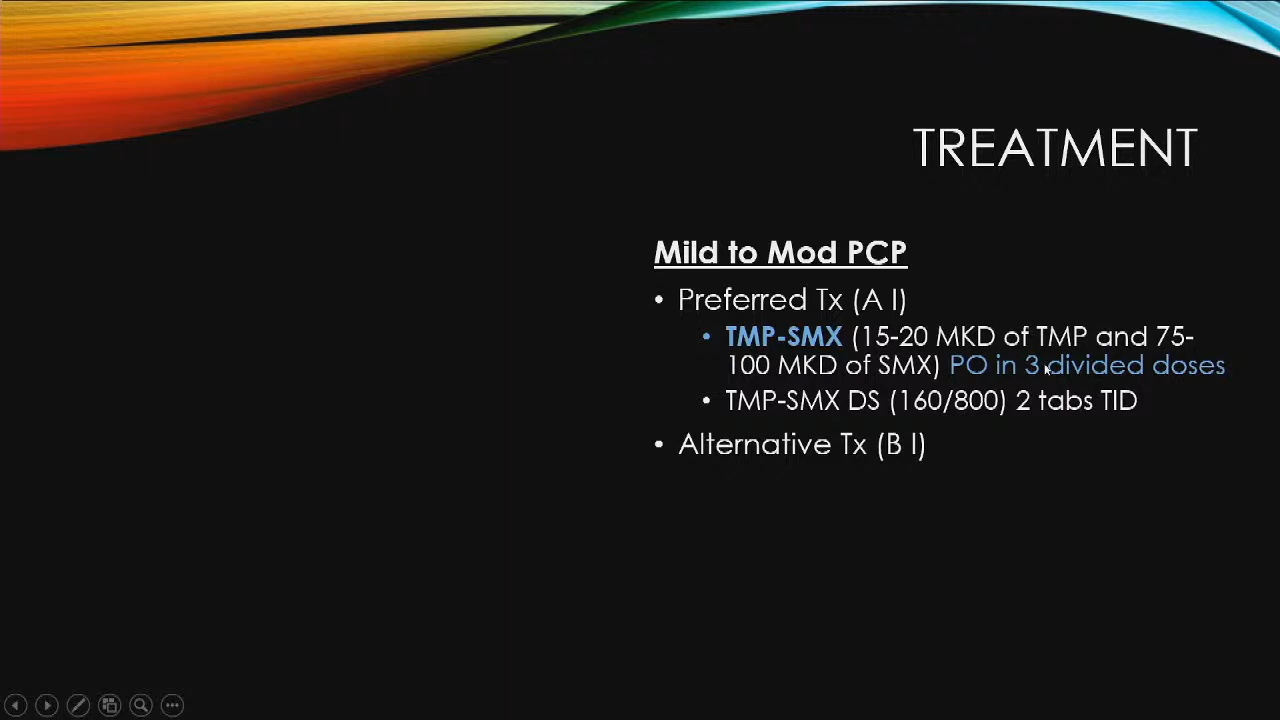 TREATMENT
Mild to Mod PCP
• Preferred Tx (A I)
• TMP-SMX (15-20 MKD of TMP and 75-
100 MKD of SMX) PO in 3 divided doses
• TMP-SMX DS (160/800) 2 tabs TID
• Alternative Tx (B I)